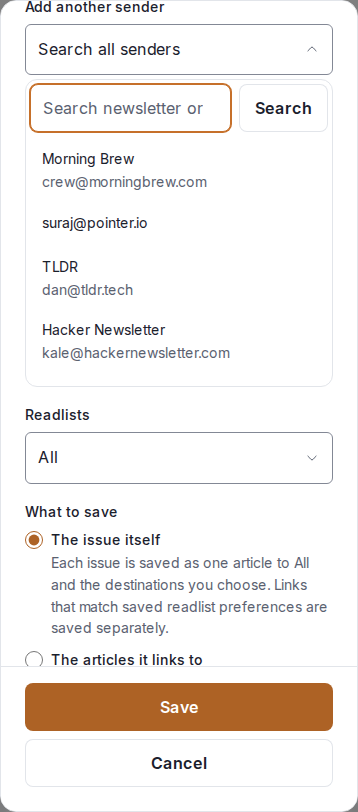 Add another sender
Search all senders
Search newsletter or
Search
Morning Brew
crew@morningbrew.com
suraj@pointer.io
TLDR
dan@tldr.tech
Hacker Newsletter
kale@hackernewsletter.com
Readlists
All
What to save
The issue itself
Each issue is saved as one article to All
and the destinations you choose. Links
that match saved readlist preferences are
saved separately.
The articles it links to
Save
Cancel